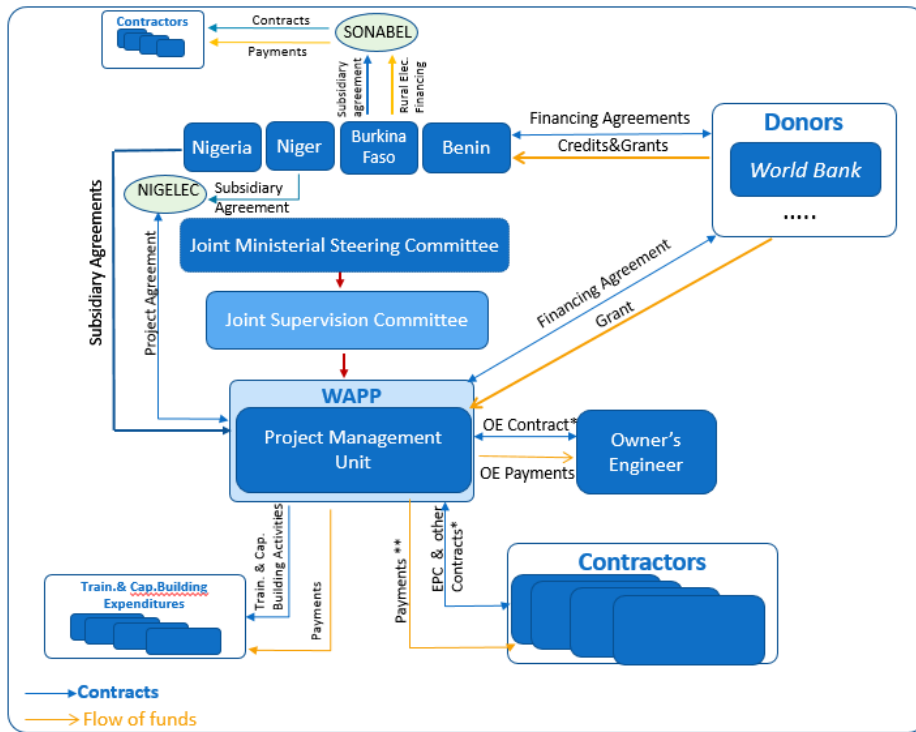 Contractors
Contracts
Payments
SONABEL
Subsidiary
agreement
Rural Elec.
Financing
Nigeria
Niger
Burkina
Faso
Benin
Financing Agreements
Credits&Grants
Donors
World Bank
.....
NIGELEC
Subsidiary
Agreement
Subsidiary Agreements
Project Agreement
Joint Ministerial Steering Committee
Joint Supervision Committee
Financing Agreement
Grant
WAPP
Project Management
Unit
OE Contract*
OE Payments
Owner's
Engineer
Train. & Cap.
Building Activities
Payments
Payments **
EPC & other
Contracts*
Contractors
Train.& Cap.Building
Expenditures
Contracts
Flow of funds